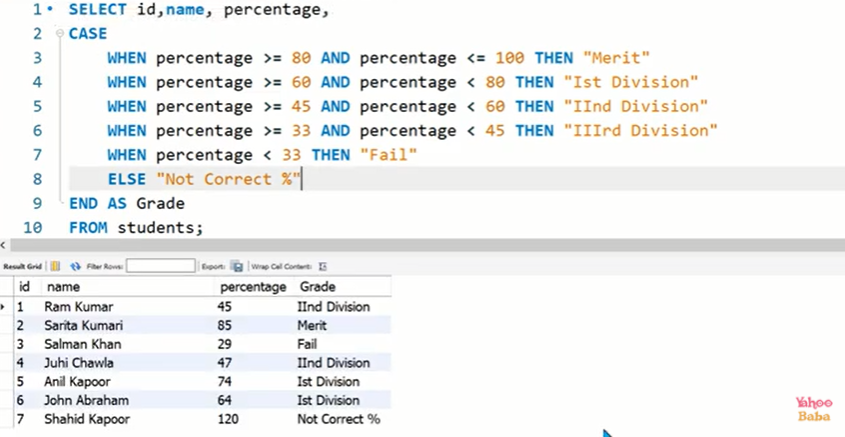 1 SELECT id,name, percentage,
2 CASE
3 WHEN percentage >= 80 AND percentage <= 100 THEN "Merit"
4 WHEN percentage >= 60 AND percentage < 80 THEN "Ist Division"
5 WHEN percentage >= 45 AND percentage < 60 THEN "IInd Division"
6 WHEN percentage >= 33 AND percentage < 45 THEN "IIIrd Division"
7 WHEN percentage < 33 THEN "Fail"
8 ELSE "Not Correct %"
9 END AS Grade
10 FROM students;
Result Grid Filter Rows: Export: Wrap Cell Content:
id name percentage Grade
1 Ram Kumar 45 IInd Division
2 Sarita Kumari 85 Merit
3 Salman Khan 29 Fail
4 Juhi Chawla 47 IInd Division
5 Anil Kapoor 74 Ist Division
6 John Abraham 64 Ist Division
7 Shahid Kapoor 120 Not Correct %
Yahoo
Baba